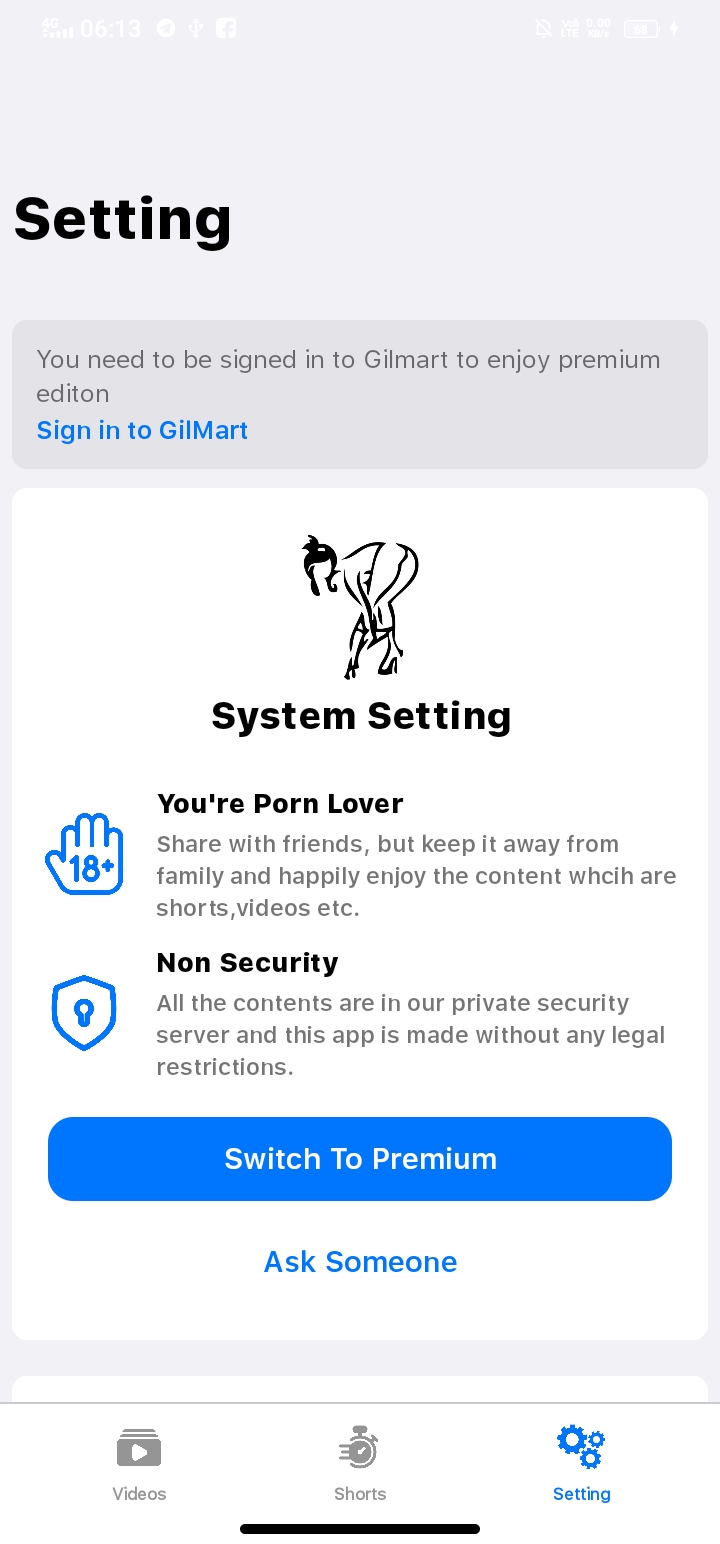 4G 06:13 Vo LTE 0.00 KB/s 68
Setting
You need to be signed in to Gilmart to enjoy premium
editon
Sign in to GilMart
System Setting
You're Porn Lover
Share with friends, but keep it away from
family and happily enjoy the content whcih are
shorts,videos etc.
18+
Non Security
All the contents are in our private security
server and this app is made without any legal
restrictions.
Switch To Premium
Ask Someone
Videos
Shorts
Setting